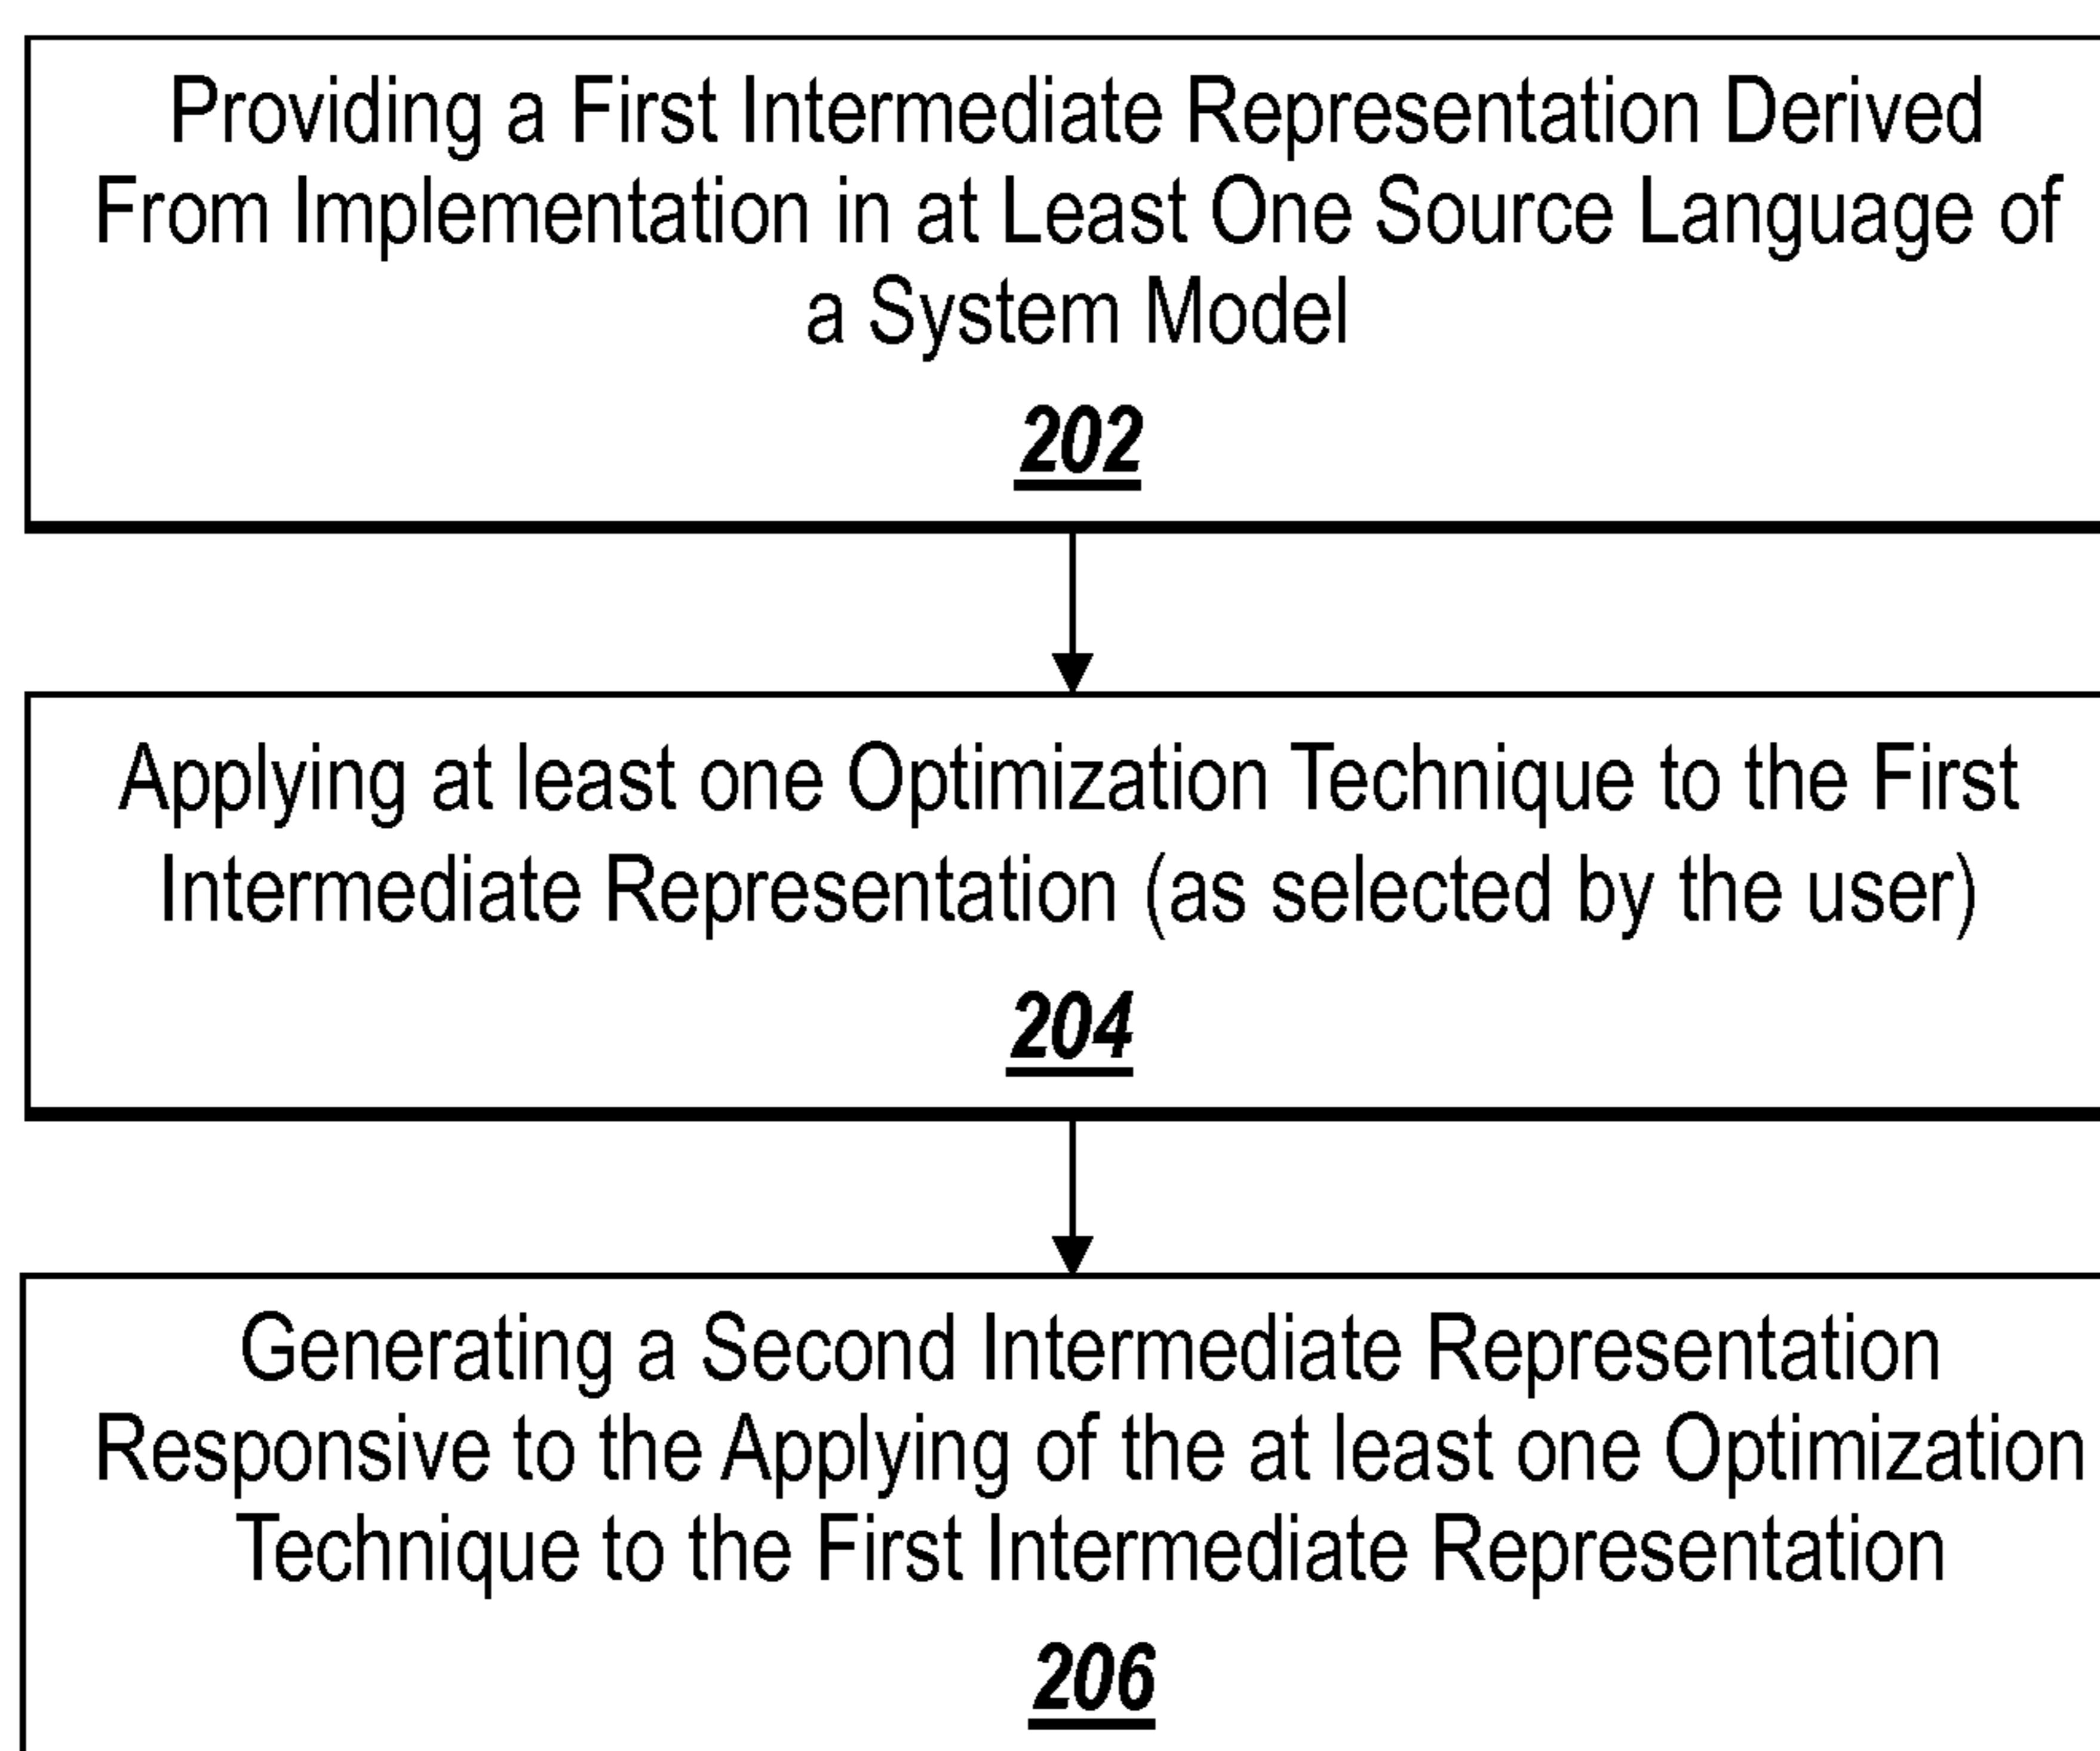 Providing a First Intermediate Representation Derived
From Implementation in at Least One Source Language of
a System Model
202
Applying at least one Optimization Technique to the First
Intermediate Representation (as selected by the user)
204
Generating a Second Intermediate Representation
Responsive to the Applying of the at least one Optimization
Technique to the First Intermediate Representation
206